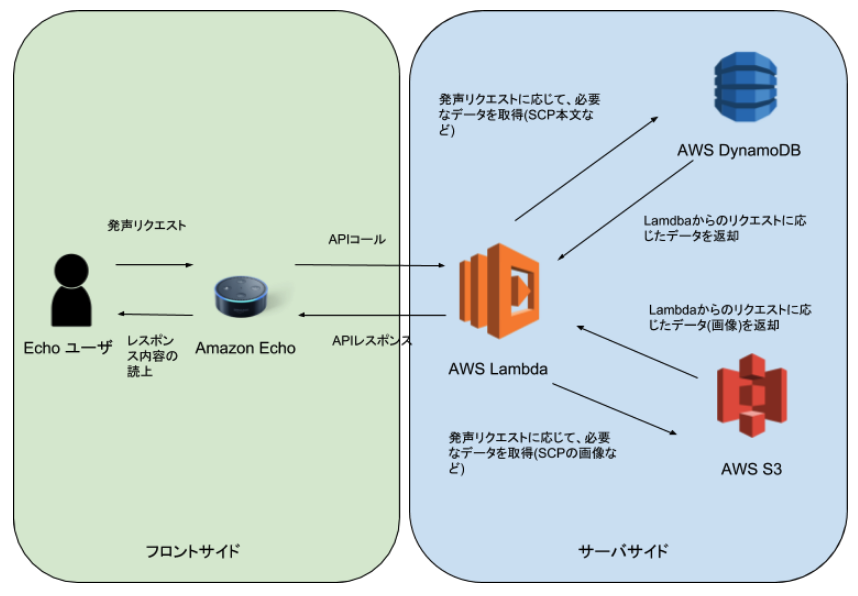 発声リクエストに応じて、必要
なデータを取得(SCP本文な
ど)
AWS DynamoDB
発声リクエスト
APIコール
Lamdbaからのリクエストに応
じたデータを返却
Lambdaからのリクエストに応
じたデータ(画像)を返却
Echo ユーザ
レスポン
ス内容の
読上
Amazon Echo
APIレスポンス
AWS Lambda
発声リクエストに応じて、必要
なデータを取得(SCPの画像な
ど)
AWS S3
フロントサイド
サーバサイド